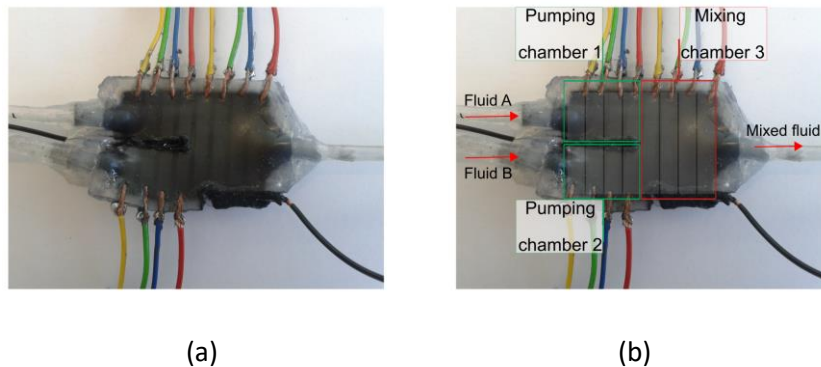 Pumping
chamber 1
Mixing
chamber 3
Fluid A
Mixed fluid
Fluid B
Pumping
chamber 2
(a)
(b)